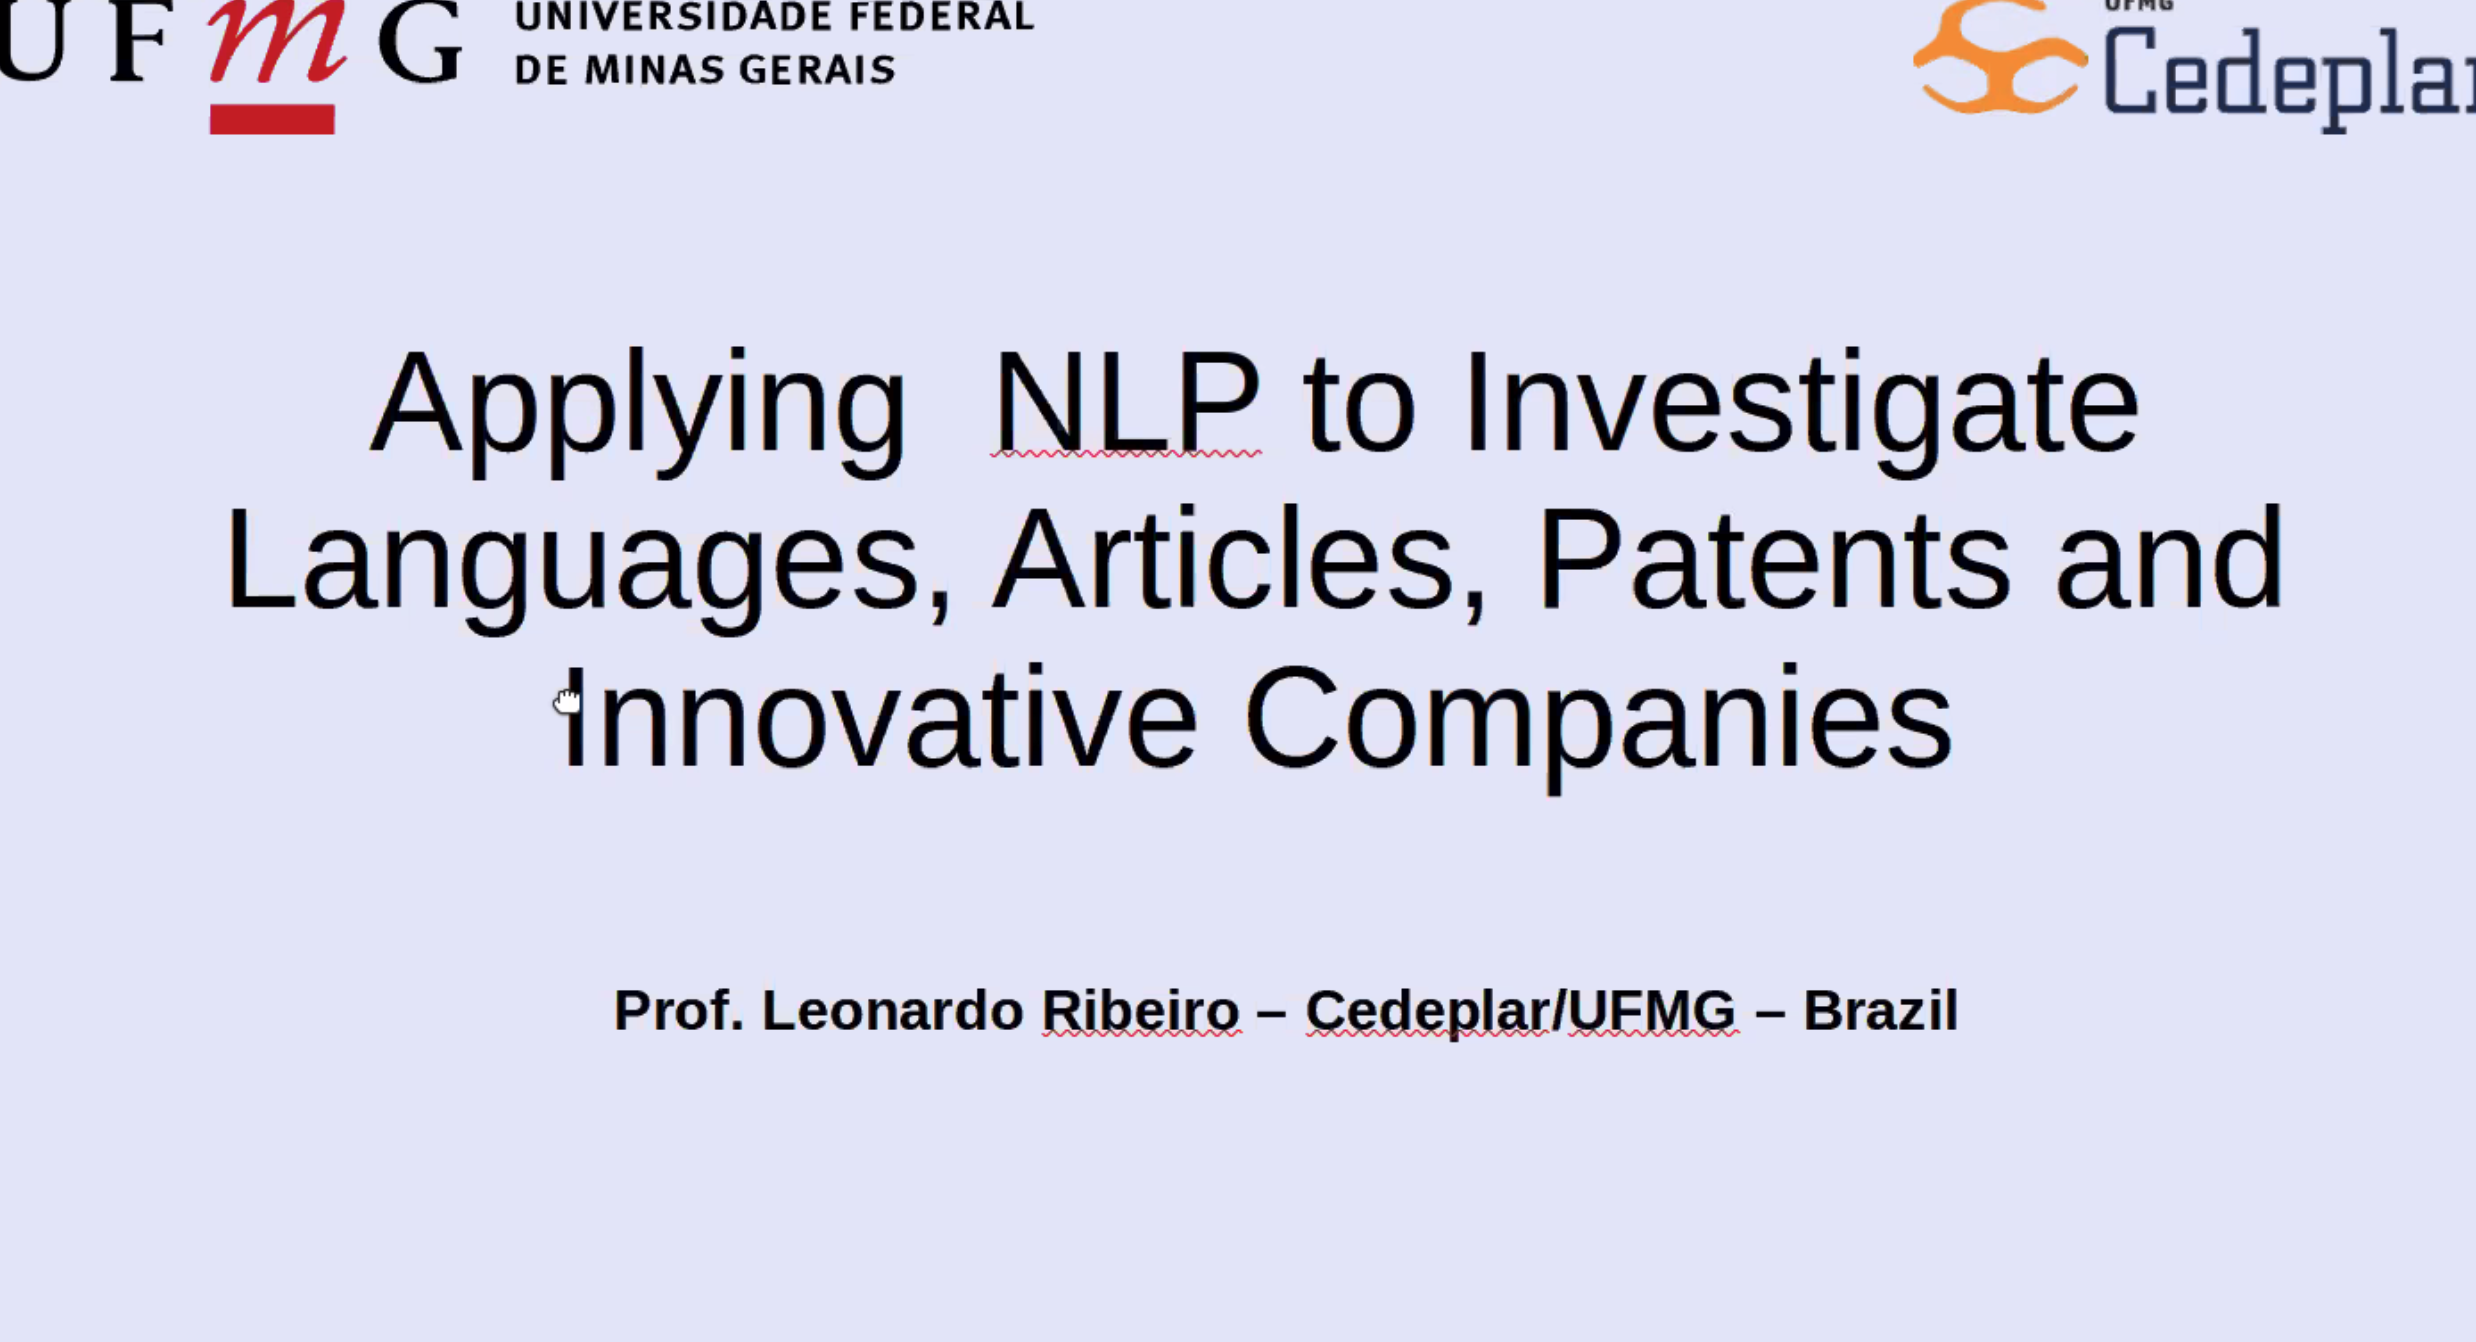 UFmG UNIVERSIDADE FEDERAL
DE MINAS GERAIS
UFMG
Cedeplar
Applying  NLP to Investigate
Languages, Articles, Patents and
Innovative Companies
Prof. Leonardo Ribeiro – Cedeplar/UFMG – Brazil